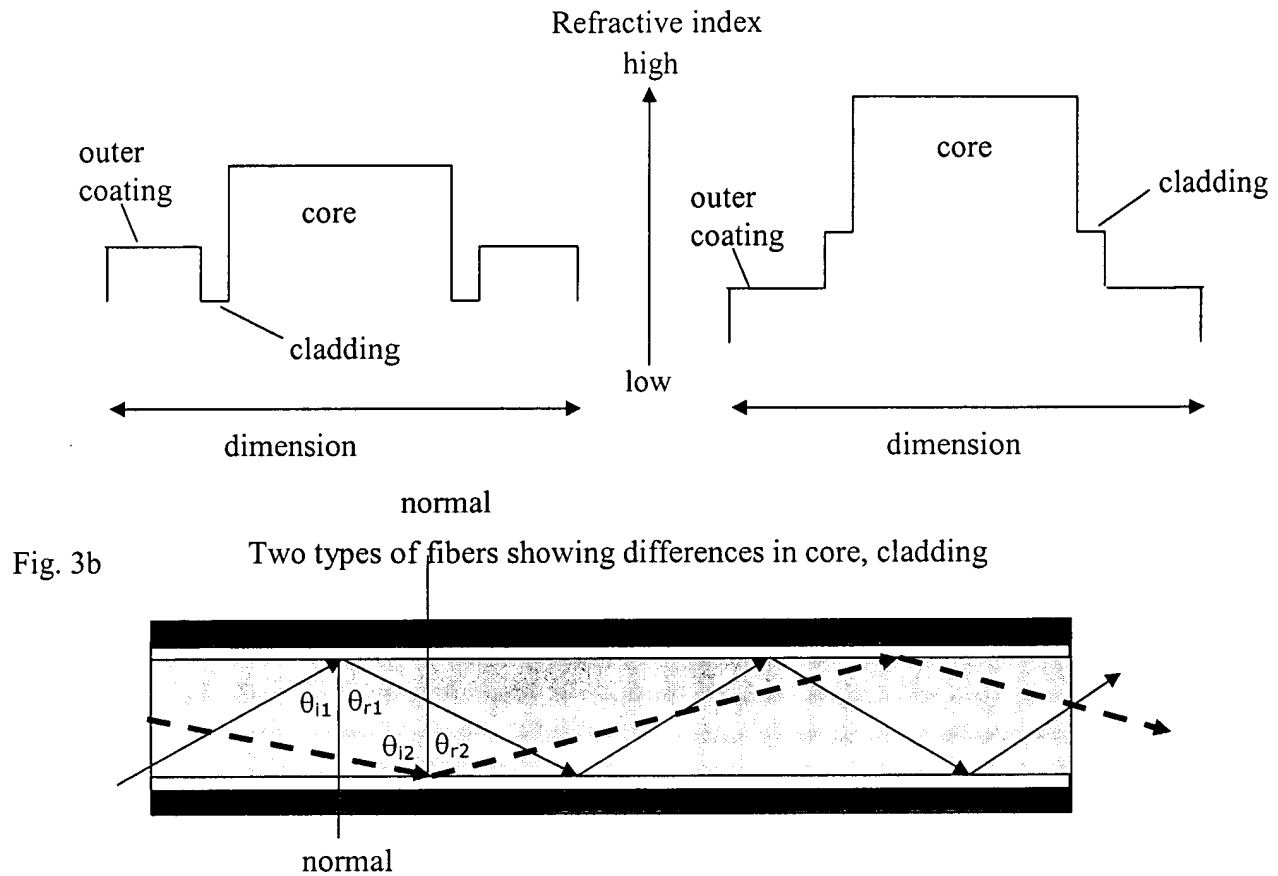 Refractive index
high
outer
coating
core
cladding
dimension
low
core
outer
coating
cladding
dimension
normal
Fig. 3b
Two types of fibers showing differences in core, cladding
θi1
θr1
θi2
θr2
normal